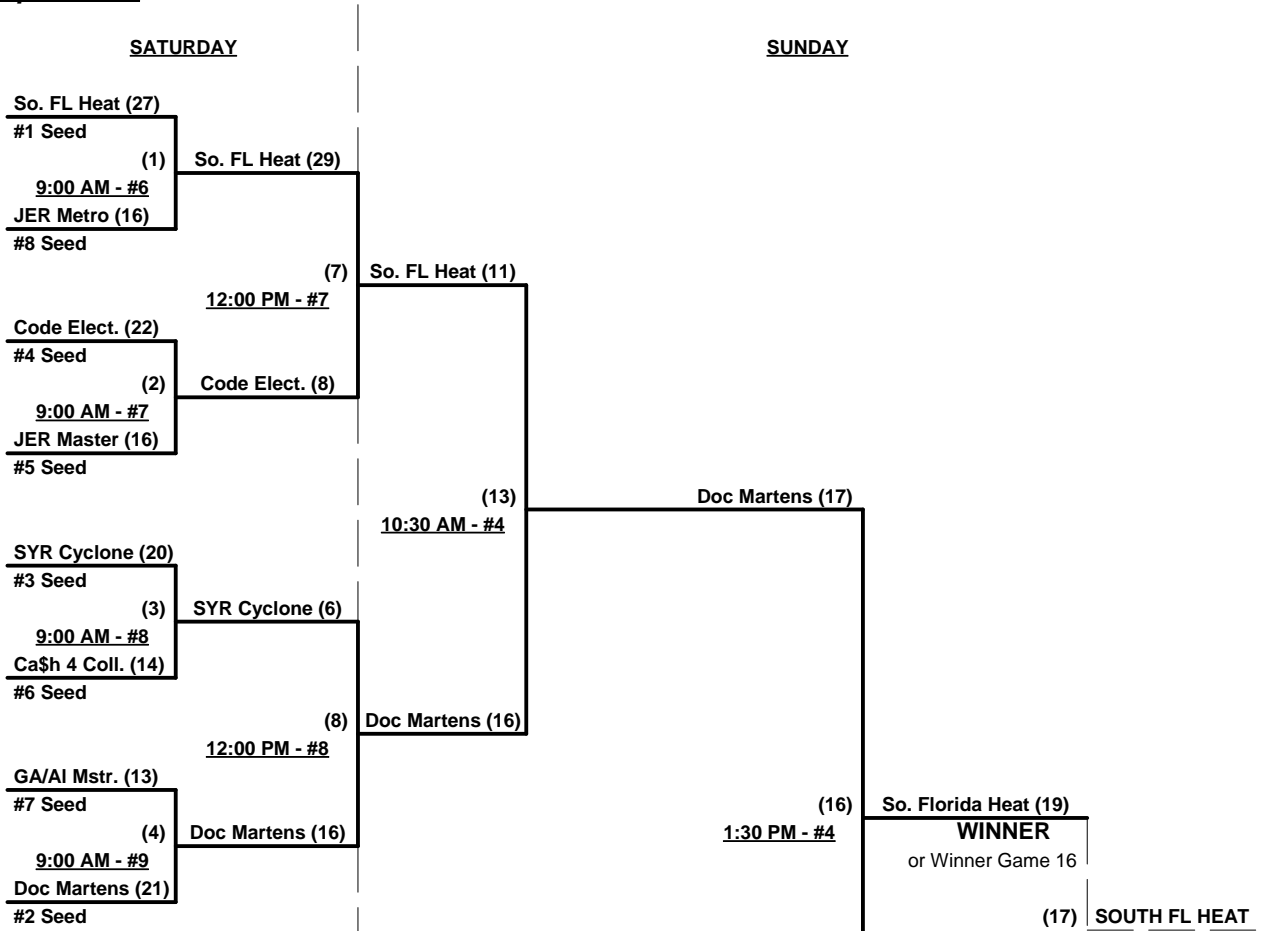 SATURDAY
SUNDAY
So. FL Heat (27)
#1 Seed
(1)
So. FL Heat (29)
9:00 AM - #6
JER Metro (16)
#8 Seed
(7)
So. FL Heat (11)
12:00 PM - #7
Code Elect. (22)
#4 Seed
(2)
Code Elect. (8)
9:00 AM - #7
JER Master (16)
#5 Seed
(13)
Doc Martens (17)
10:30 AM - #4
SYR Cyclone (20)
#3 Seed
(3)
SYR Cyclone (6)
9:00 AM - #8
Ca$h 4 Coll. (14)
#6 Seed
(8)
Doc Martens (16)
12:00 PM - #8
GA/Al Mstr. (13)
#7 Seed
(16)
So. Florida Heat (19)
(4)
Doc Martens (16)
1:30 PM - #4
WINNER
9:00 AM - #9
or Winner Game 16
Doc Martens (21)
#2 Seed
(17)
SOUTH FL HEAT